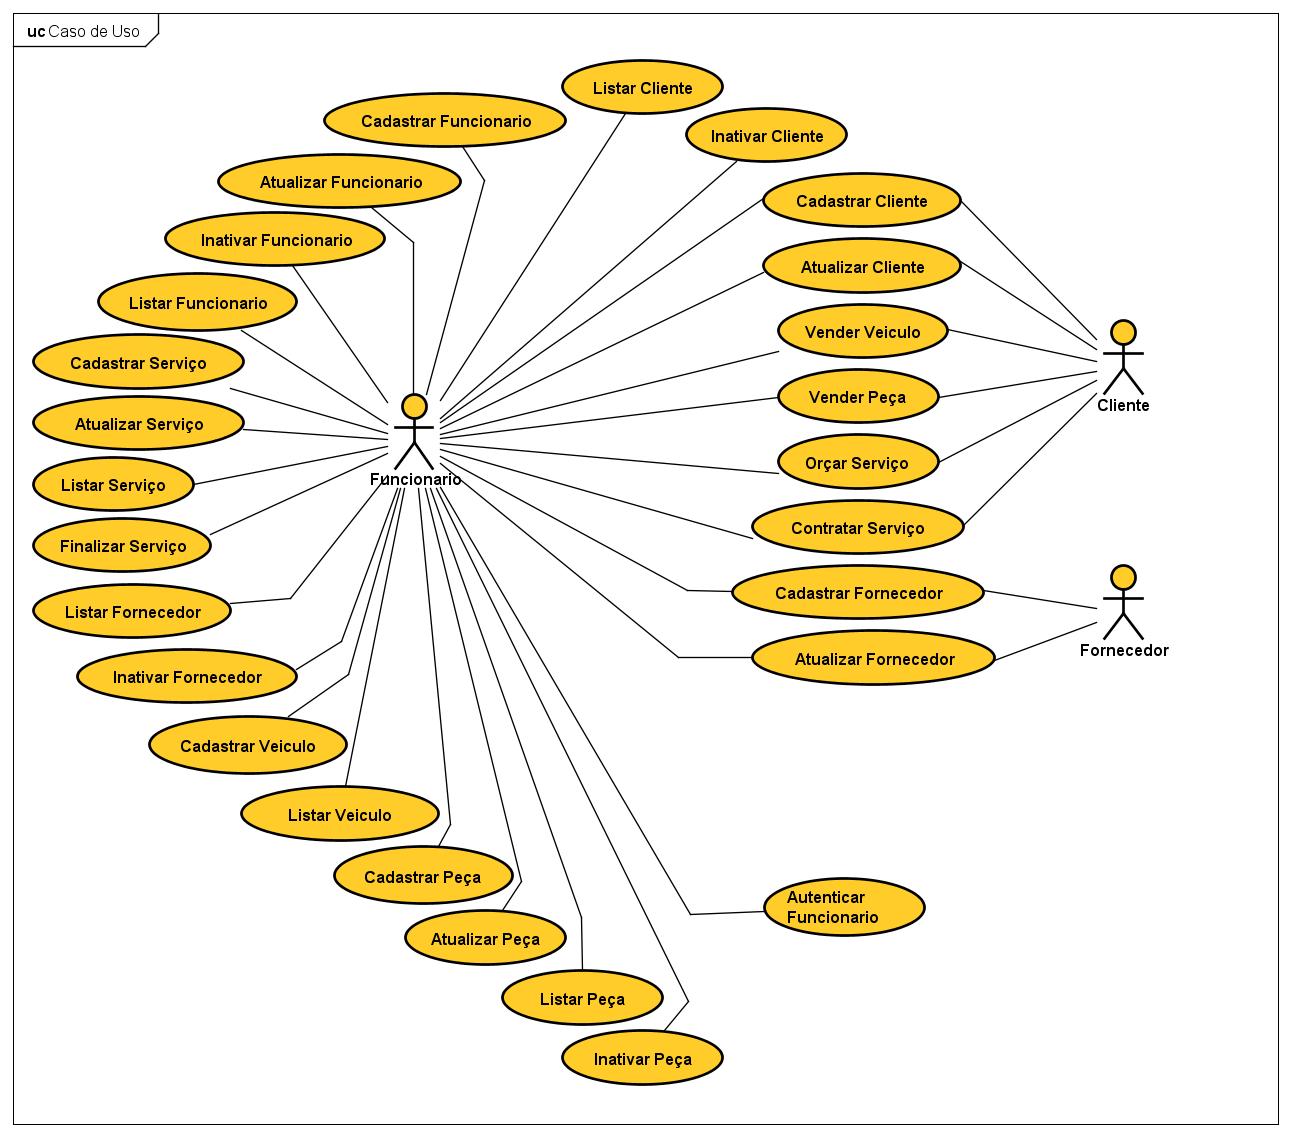 uc Caso de Uso
Listar Cliente
Cadastrar Funcionario
Inativar Cliente
Atualizar Funcionario
Cadastrar Cliente
Inativar Funcionario
Atualizar Cliente
Listar Funcionario
Vender Veiculo
Cadastrar Serviço
Vender Peça
Cliente
Atualizar Serviço
Orçar Serviço
Funcionario
Listar Serviço
Contratar Serviço
Finalizar Serviço
Cadastrar Fornecedor
Listar Fornecedor
Fornecedor
Atualizar Fornecedor
Inativar Fornecedor
Cadastrar Veiculo
Listar Veiculo
Cadastrar Peça
Autenticar
Funcionario
Atualizar Peça
Listar Peça
Inativar Peça